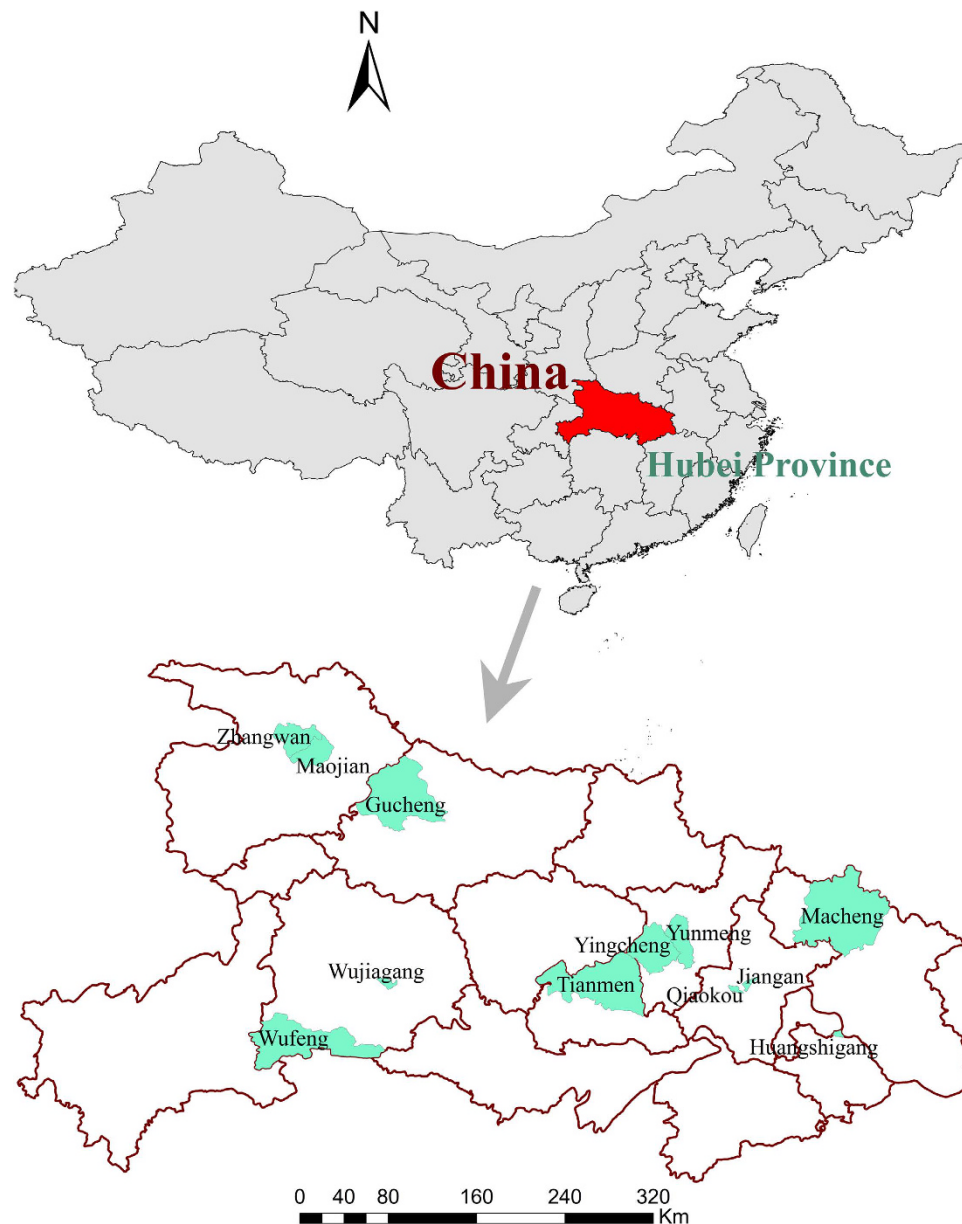 N
China
Hubei Province
Zhangwan
Maojian
Gucheng
Macheng
Yunmeng
Yingcheng
Wujiagang
Tianmen
Jiangan
Qiaokou
Wufeng
Huangshigang
0 20 40 80 160 240 320
Km